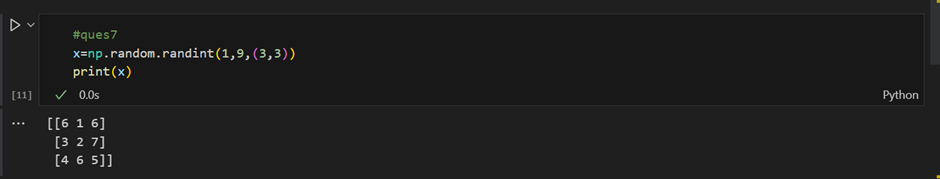 #ques7
x=np.random.randint(1,9,(3,3))
print(x)
[11] 0.0s Python
[[6 1 6]
[3 2 7]
[4 6 5]]